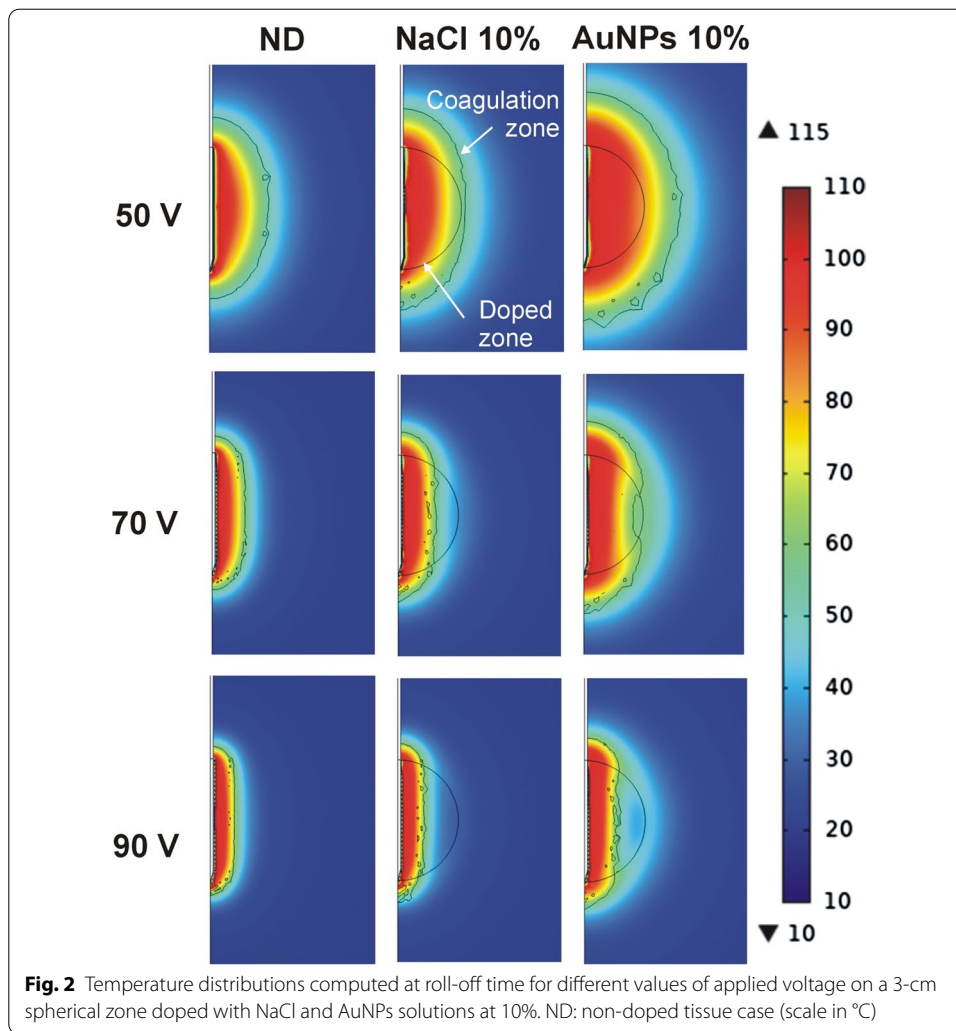 ND NaCl 10% AuNPs 10%
Coagulation
zone
Doped
zone
50 V
70 V
90 V
▲ 115
110
100
90
80
70
60
50
40
30
20
10
▼ 10
Fig. 2 Temperature distributions computed at roll-off time for different values of applied voltage on a 3-cm
spherical zone doped with NaCl and AuNPs solutions at 10%. ND: non-doped tissue case (scale in °C)